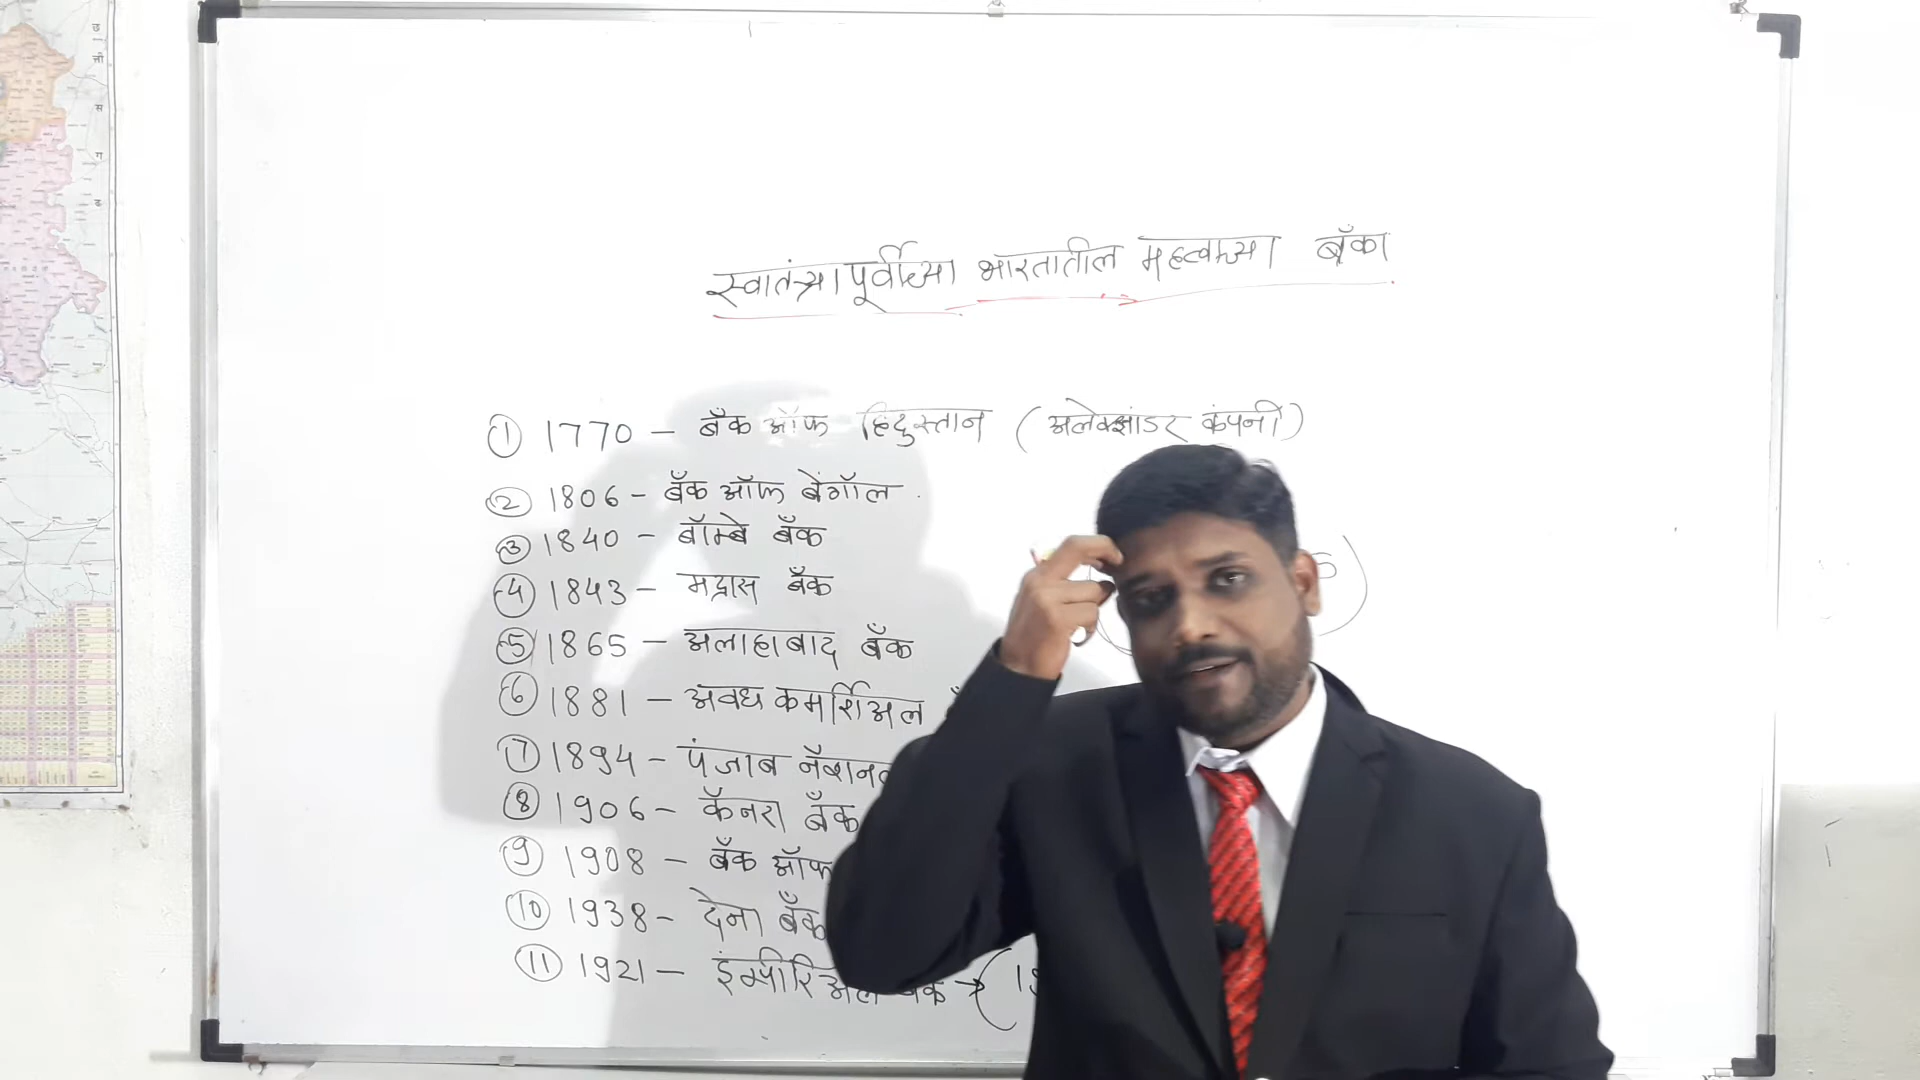 स्वातंत्र्यापूर्वीच्या भारतातील महत्वाच्या बँका
① 1770 - बँक ऑफ हिंदुस्तान (अलेक्झांडर कंपनी)
② 1806 - बँक ऑफ बेंगॉल
③ 1840 - बॉम्बे बँक
④ 1843 - मद्रास बँक
⑤ 1865 - अलाहाबाद बँक
⑥ 1881 - अवध कमर्शिअल
⑦ 1894 - पंजाब नॅशनल
⑧ 1906 - कॅनरा बँक
⑨ 1908 - बँक ऑफ
⑩ 1938 - देना बँक
⑪ 1921 - इंम्पीरिअल बँक → (